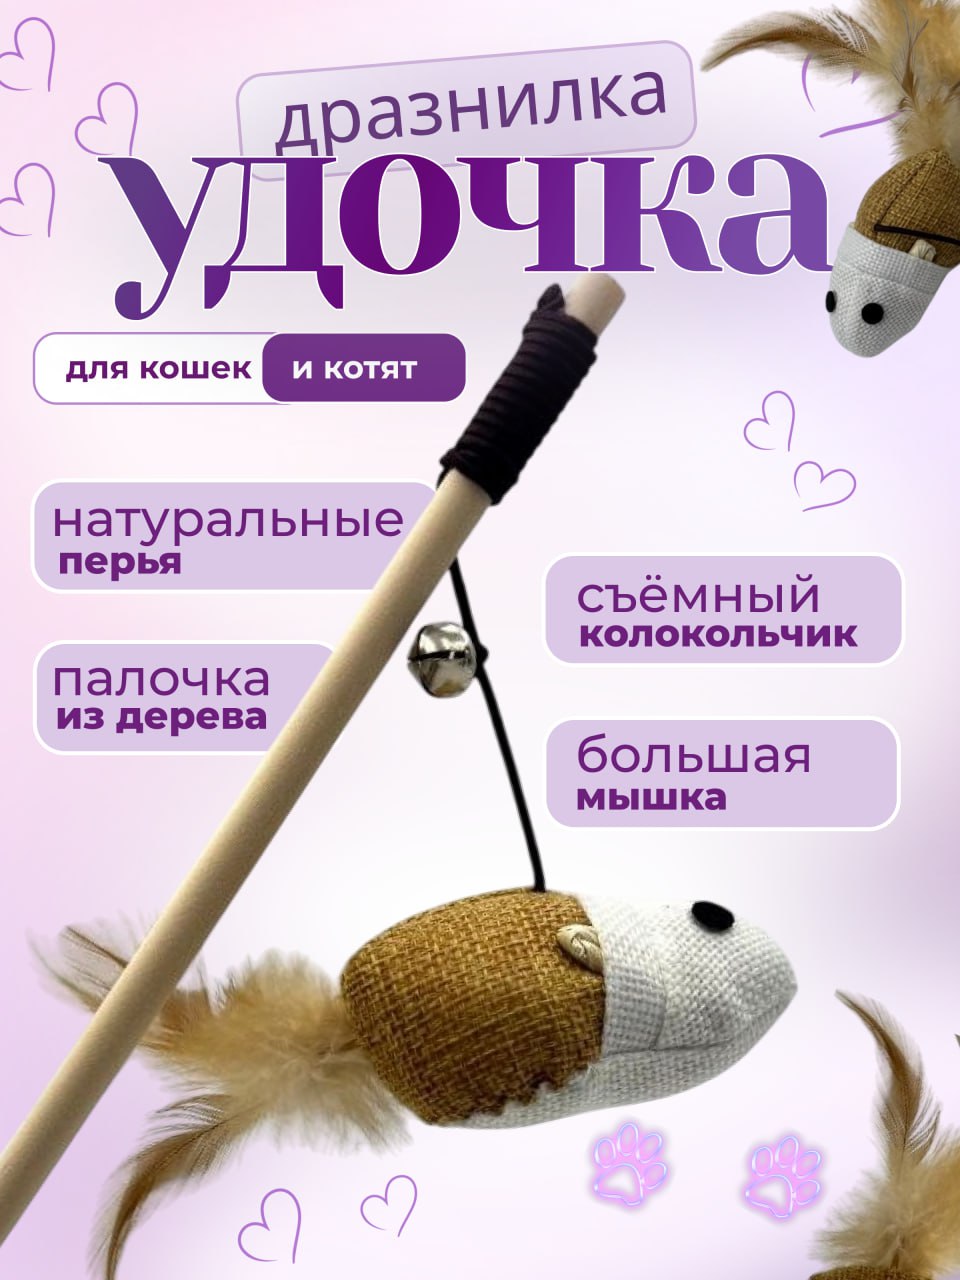 дразнилка
удочка
для кошек и котят
натуральные
перья
съёмный
колокольчик
палочка
из дерева
большая
мышка